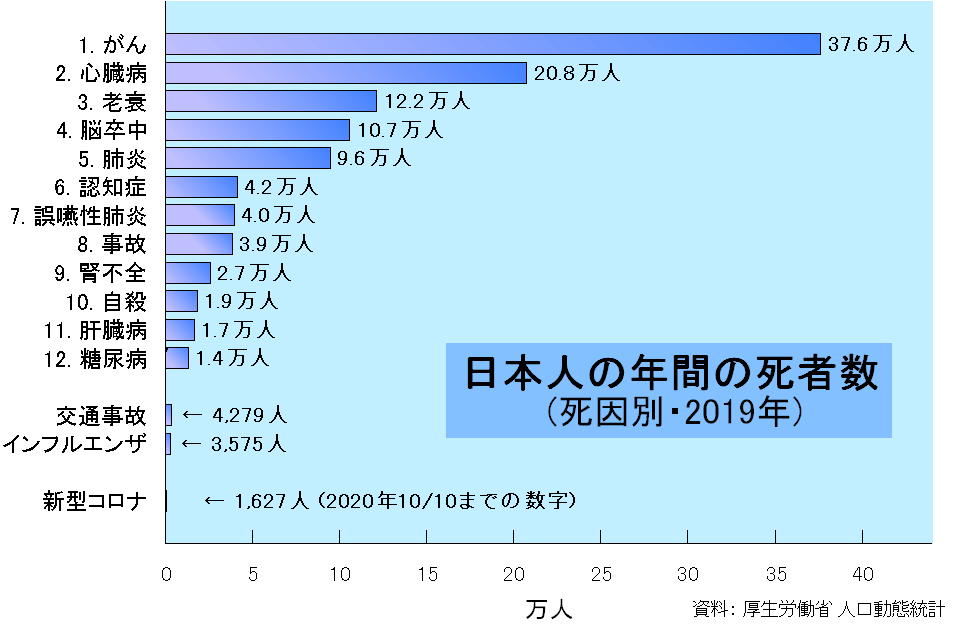 1. がん 37.6万人
2. 心臓病 20.8万人
3. 老衰 12.2万人
4. 脳卒中 10.7万人
5. 肺炎 9.6万人
6. 認知症 4.2万人
7. 誤嚥性肺炎 4.0万人
8. 事故 3.9万人
9. 腎不全 2.7万人
10. 自殺 1.9万人
11. 肝臓病 1.7万人
12. 糖尿病 1.4万人
日本人の年間の死者数
(死因別・2019年)
交通事故 ← 4,279人
インフルエンザ ← 3,575人
新型コロナ ← 1,627人 (2020年10/10までの数字)
0 5 10 15 20 25 30 35 40
万人
資料: 厚生労働省 人口動態統計